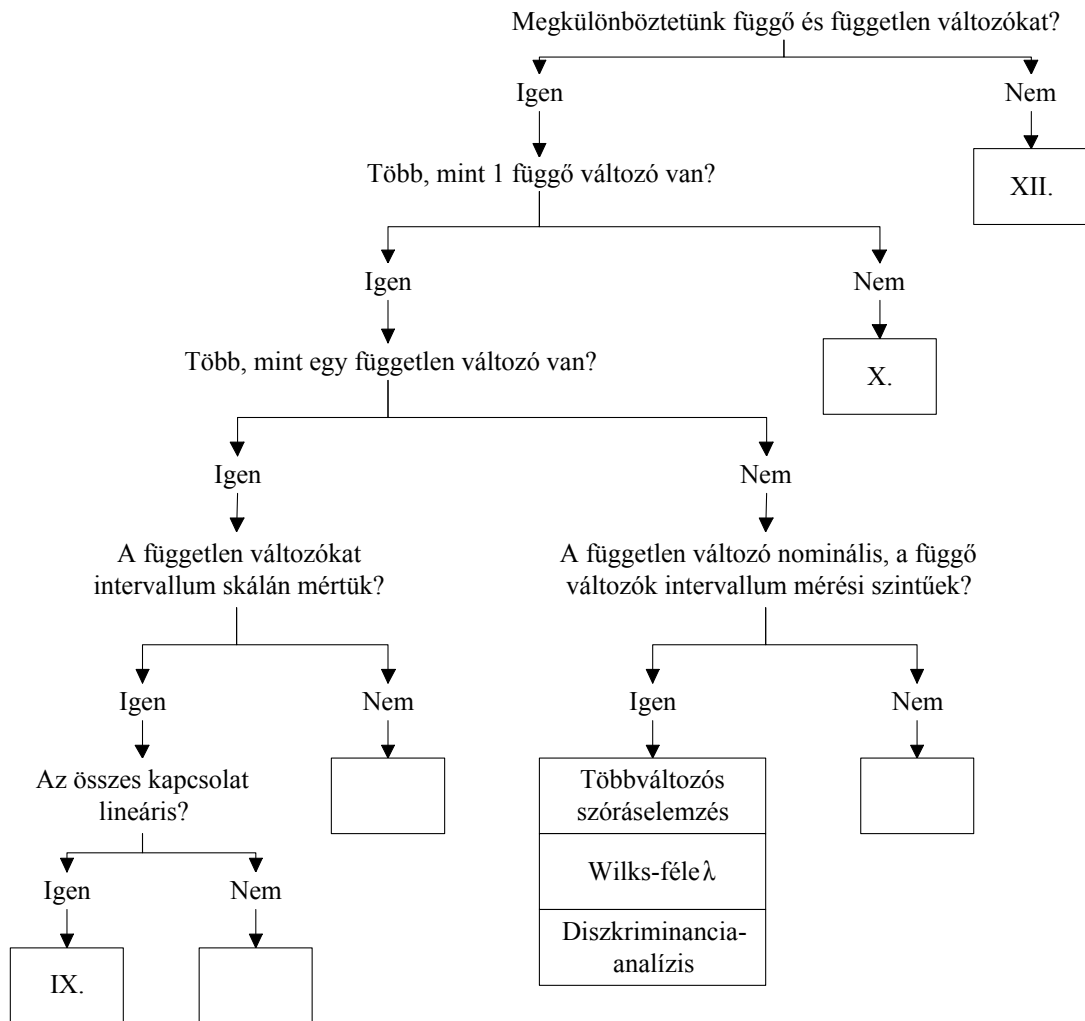 Megkülönböztetünk függő és független változókat?
Igen
Nem
Több, mint 1 függő változó van?
XII.
Igen
Nem
Több, mint egy független változó van?
X.
Igen
Nem
A független változókat
intervallum skálán mértük?
A független változó nominális, a függő
változók intervallum mérési szintűek?
Igen
Nem
Igen
Nem
Az összes kapcsolat
lineáris?
Többváltozós
szóráselemzés
Wilks-féle λ
Diszkriminancia-
analízis
Igen
Nem
IX.